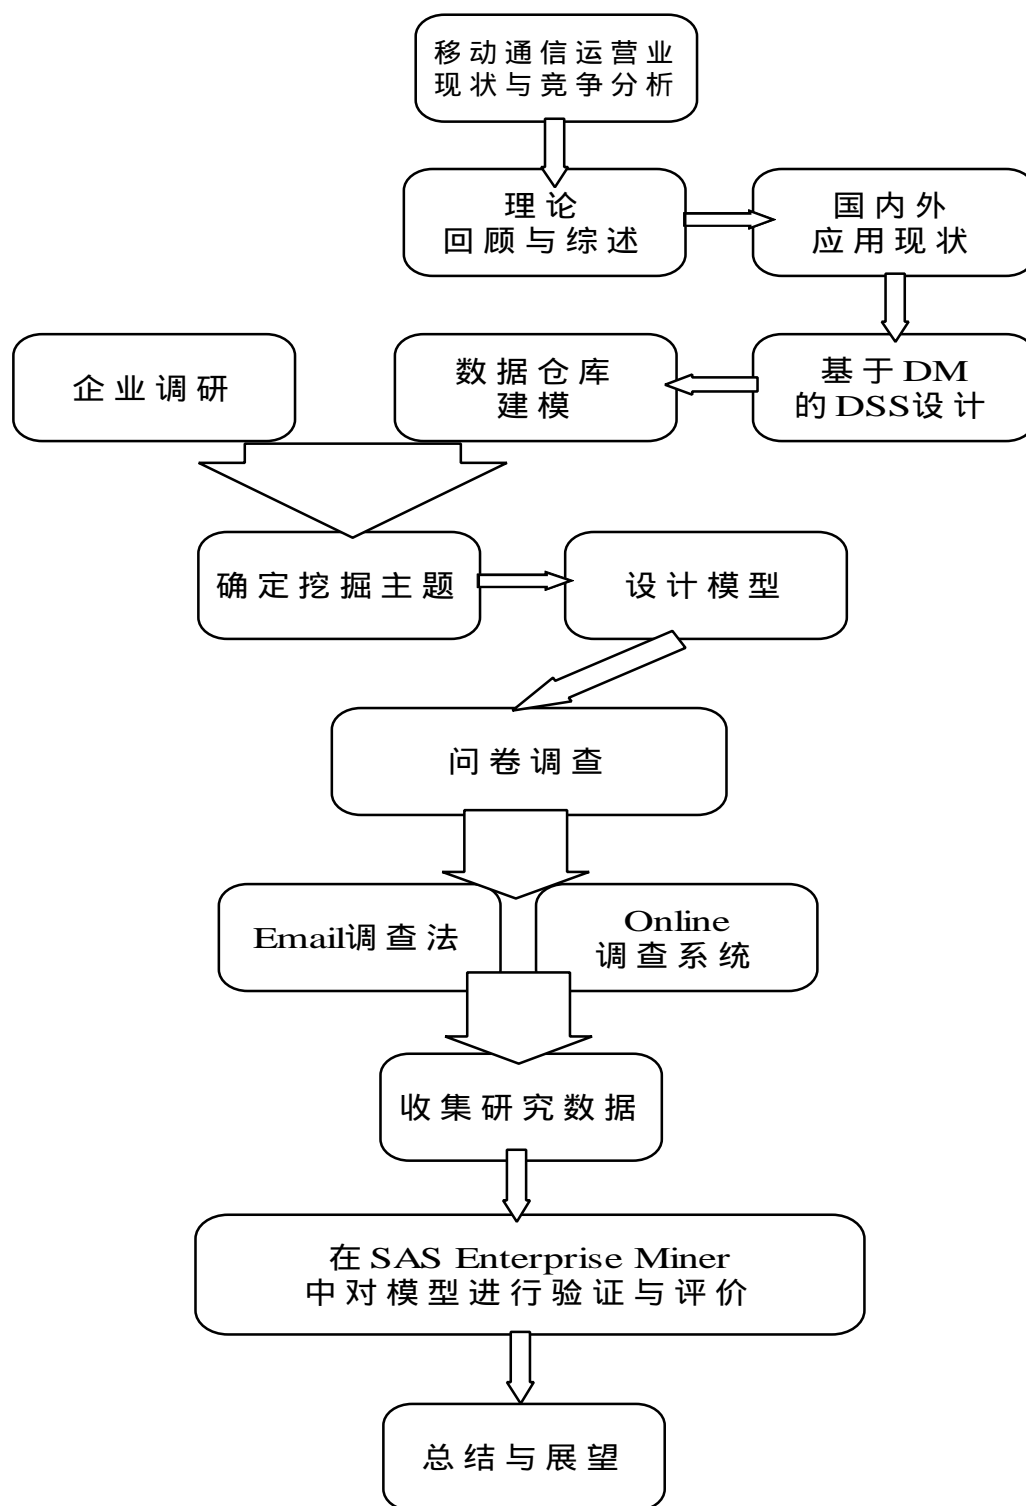 移动通信运营业
现状与竞争分析
理论
回顾与综述
国内外
应用现状
企业调研
数据仓库
建模
基于DM
的DSS设计
确定挖掘主题
设计模型
问卷调查
Email调查法
Online
调查系统
收集研究数据
在SAS Enterprise Miner
中对模型进行验证与评价
总结与展望